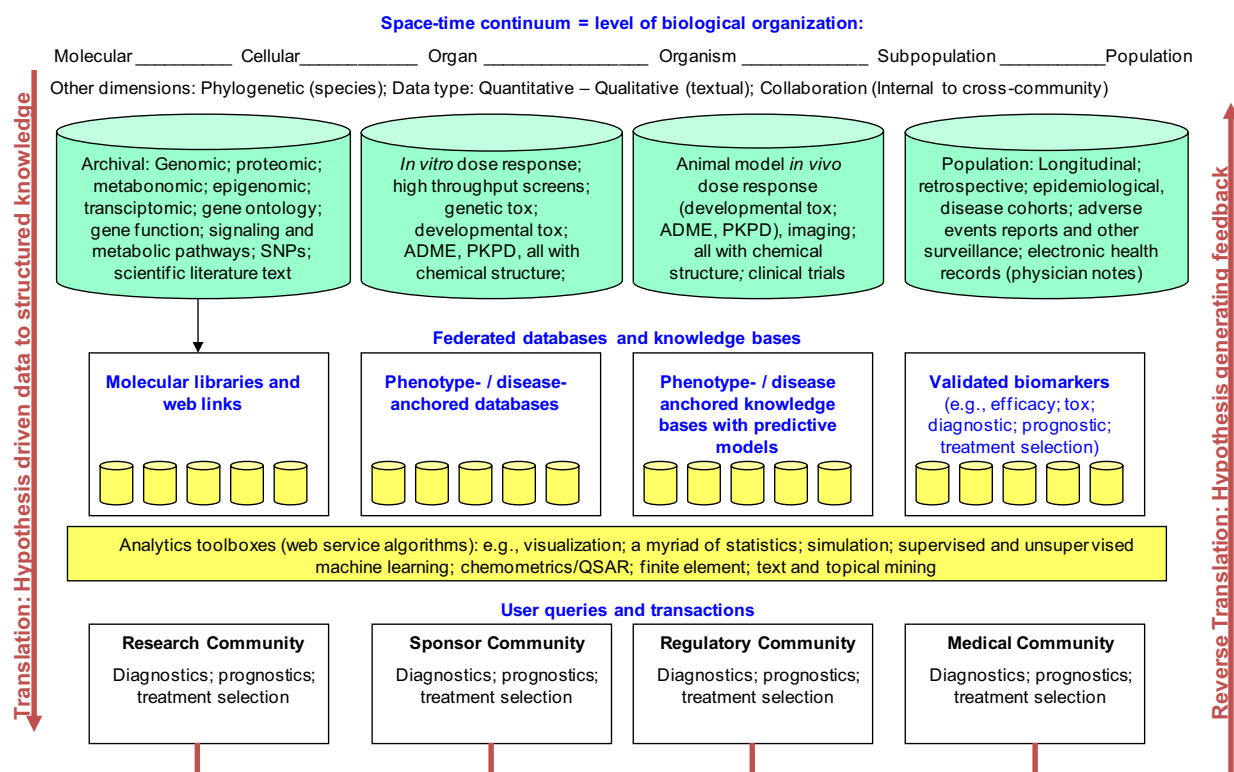 Space-time continuum = level of biological organization:
Molecular __________ Cellular____________ Organ _________________ Organism _____________ Subpopulation ___________Population
Other dimensions: Phylogenetic (species); Data type: Quantitative – Qualitative (textual); Collaboration (Internal to cross-community)
Translation: Hypothesis driven data to structured knowledge
Archival: Genomic; proteomic;
metabonomic; epigenomic;
transciptomic; gene ontology;
gene function; signaling and
metabolic pathways; SNPs;
scientific literature text
In vitro dose response;
high throughput screens;
genetic tox;
developmental tox;
ADME, PKPD, all with
chemical structure;
Animal model in vivo
dose response
(developmental tox;
ADME, PKPD), imaging;
all with chemical
structure; clinical trials
Population: Longitudinal;
retrospective; epidemiological,
disease cohorts; adverse
events reports and other
surveillance; electronic health
records (physician notes)
Reverse Translation: Hypothesis generating feedback
Federated databases and knowledge bases
Molecular libraries and
web links
Phenotype- / disease-
anchored databases
Phenotype- / disease
anchored knowledge
bases with predictive
models
Validated biomarkers
(e.g., efficacy; tox;
diagnostic; prognostic;
treatment selection)
Analytics toolboxes (web service algorithms): e.g., visualization; a myriad of statistics; simulation; supervised and unsupervised
machine learning; chemometrics/QSAR; finite element; text and topical mining
User queries and transactions
Research Community
Diagnostics; prognostics;
treatment selection
Sponsor Community
Diagnostics; prognostics;
treatment selection
Regulatory Community
Diagnostics; prognostics;
treatment selection
Medical Community
Diagnostics; prognostics;
treatment selection